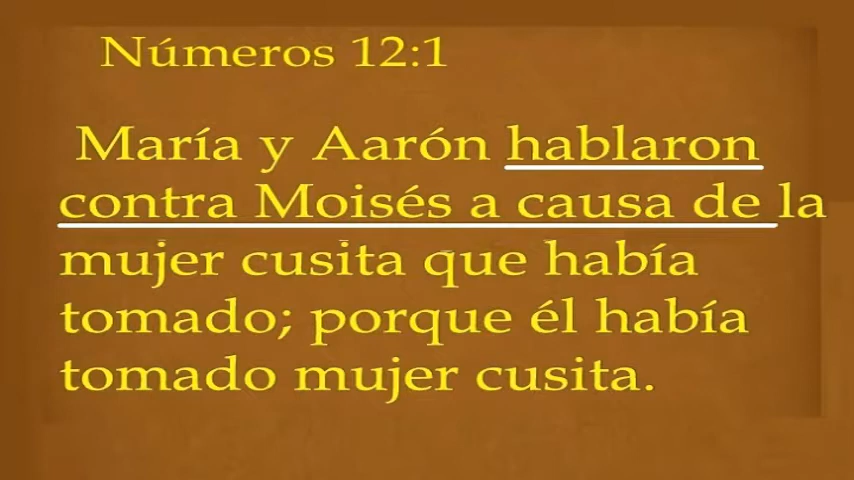 Números 12:1
María y Aarón hablaron
contra Moisés a causa de la
mujer cusita que había
tomado; porque él había
tomado mujer cusita.